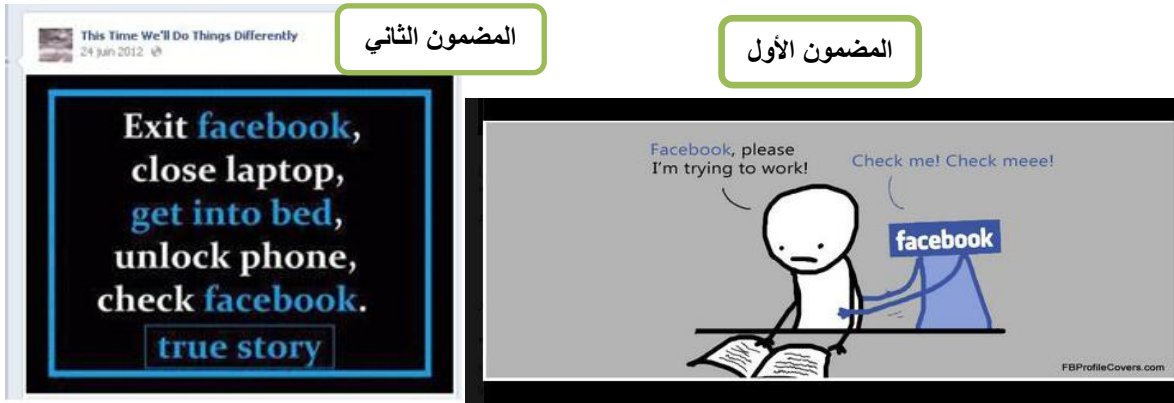 المضمون الأول
المضمون الثاني
This Time We'll Do Things Differently
24 juin 2012
Exit facebook,
close laptop,
get into bed,
unlock phone,
check facebook.
true story
Facebook, please
I'm trying to work!
Check me! Check meee!
facebook
FBProfileCovers.com